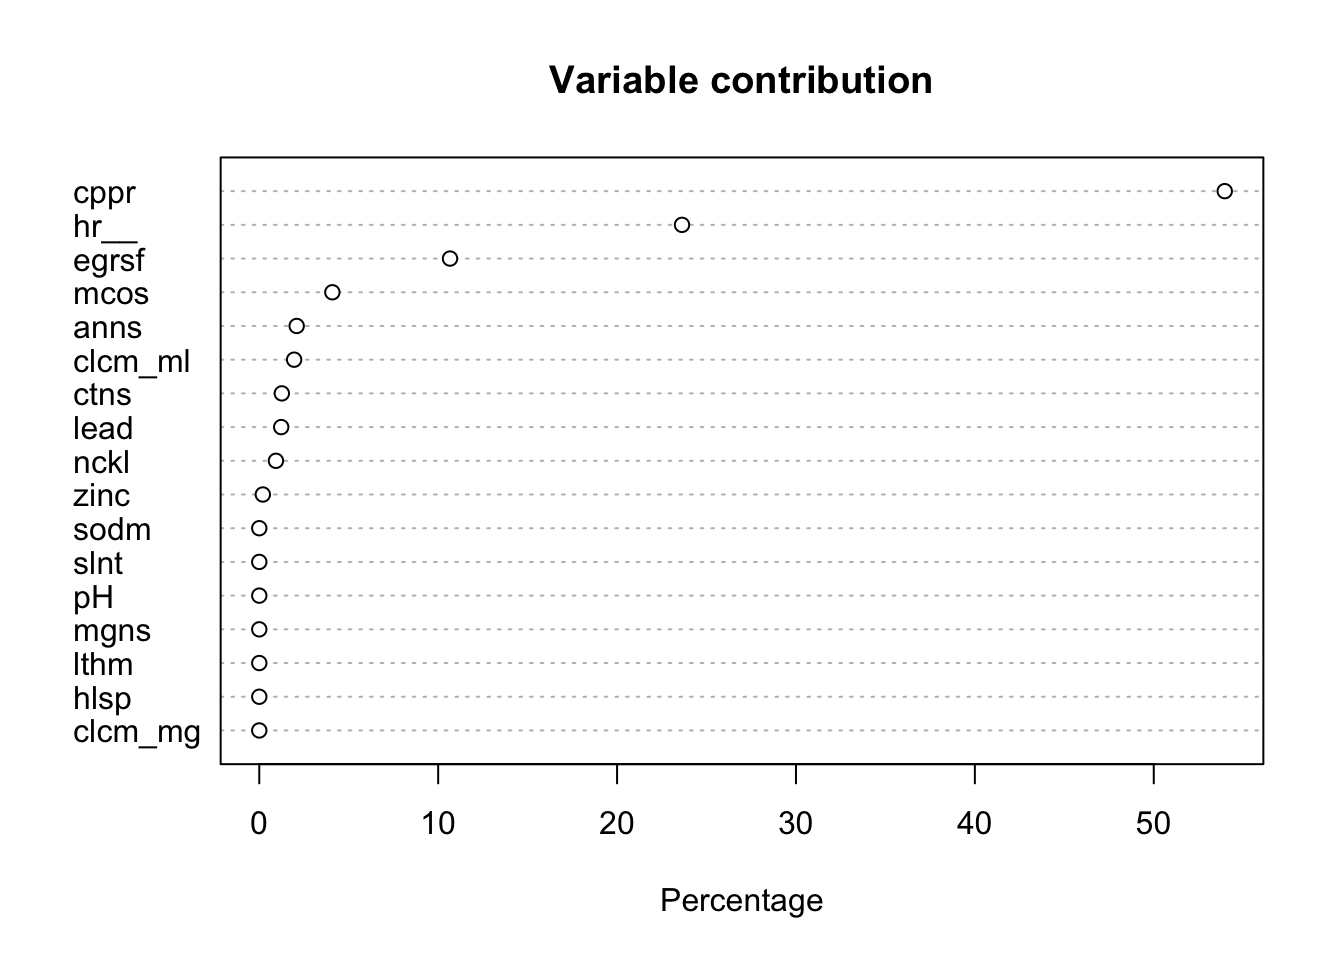 Variable contribution
cppr
hr__
egrsf
mcos
anns
clcm_ml
ctns
lead
nckl
zinc
sodm
slnt
pH
mgns
lthm
hlsp
clcm_mg
0 10 20 30 40 50
Percentage